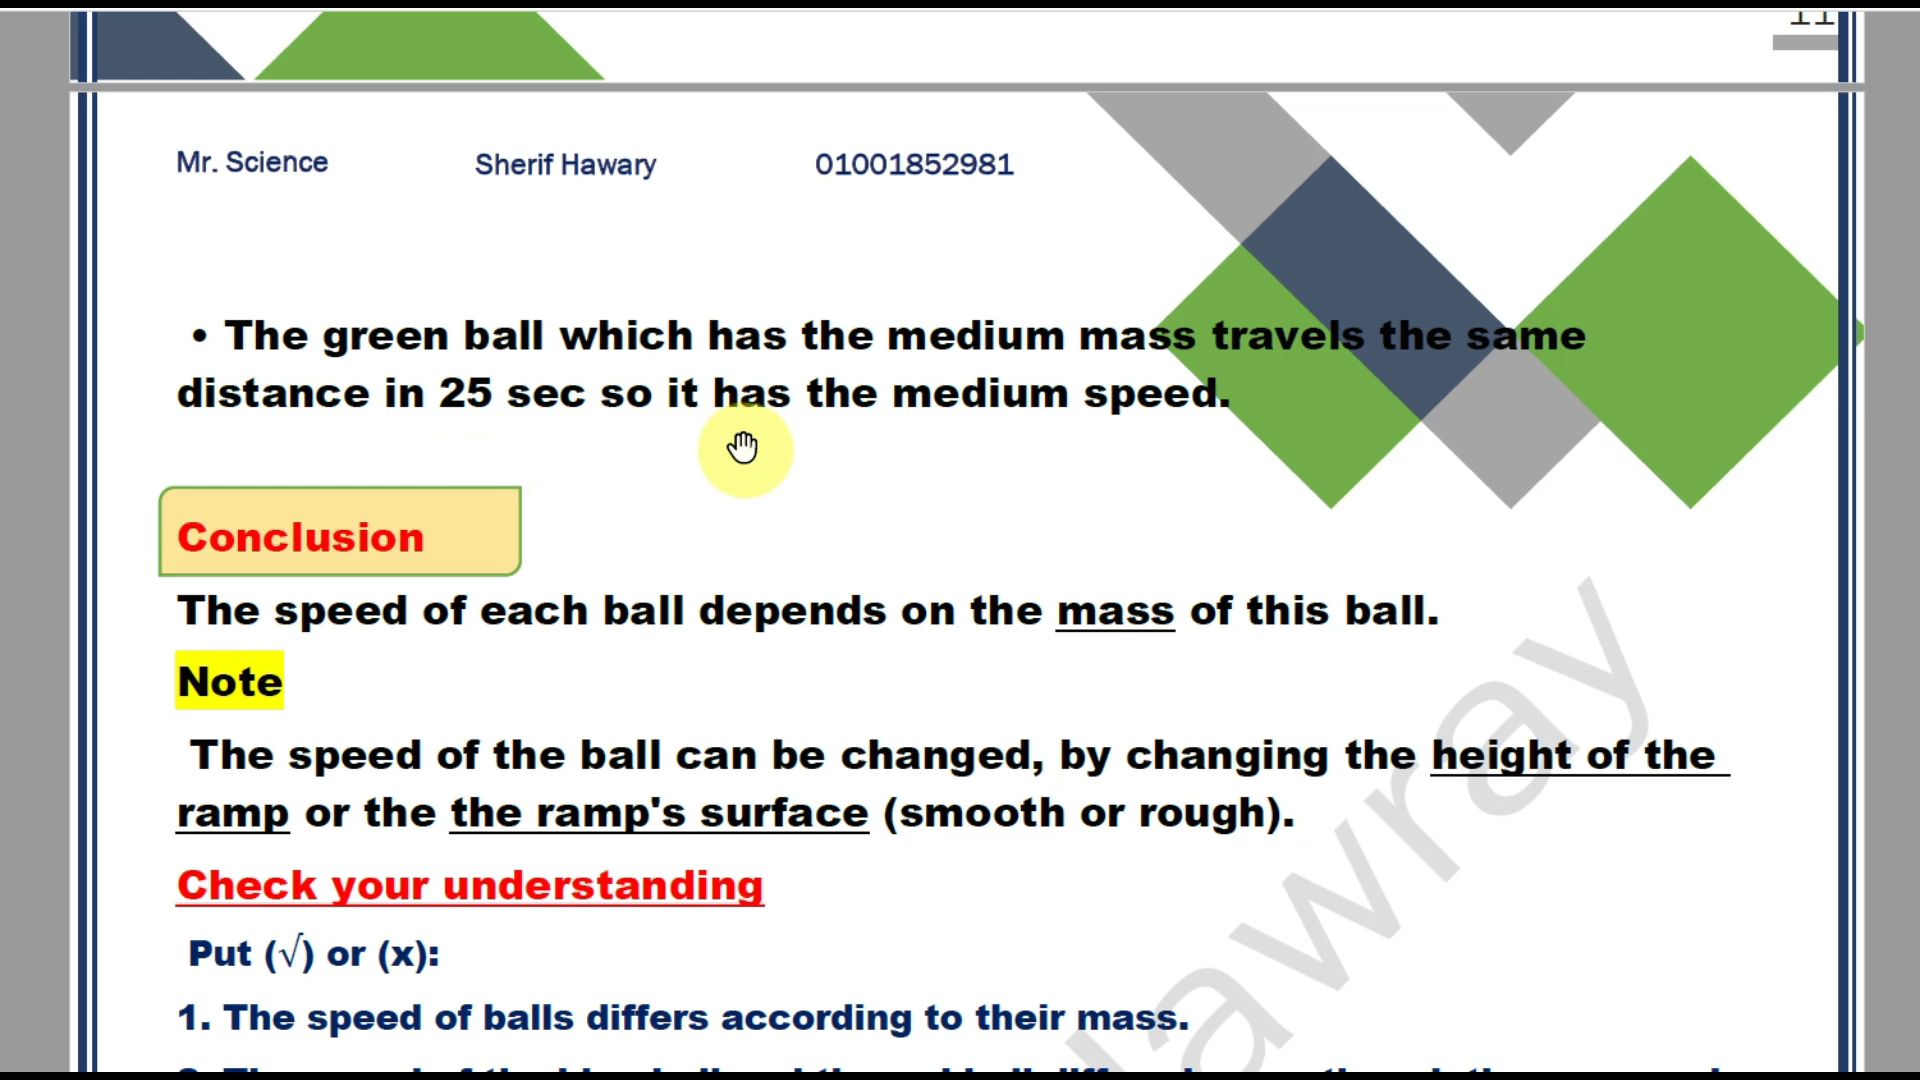 11
Mr. Science Sherif Hawary 01001852981
• The green ball which has the medium mass travels the same
distance in 25 sec so it has the medium speed.
Conclusion
The speed of each ball depends on the mass of this ball.
Note
The speed of the ball can be changed, by changing the height of the
ramp or the the ramp's surface (smooth or rough).
Check your understanding
Put (√) or (x):
1. The speed of balls differs according to their mass.